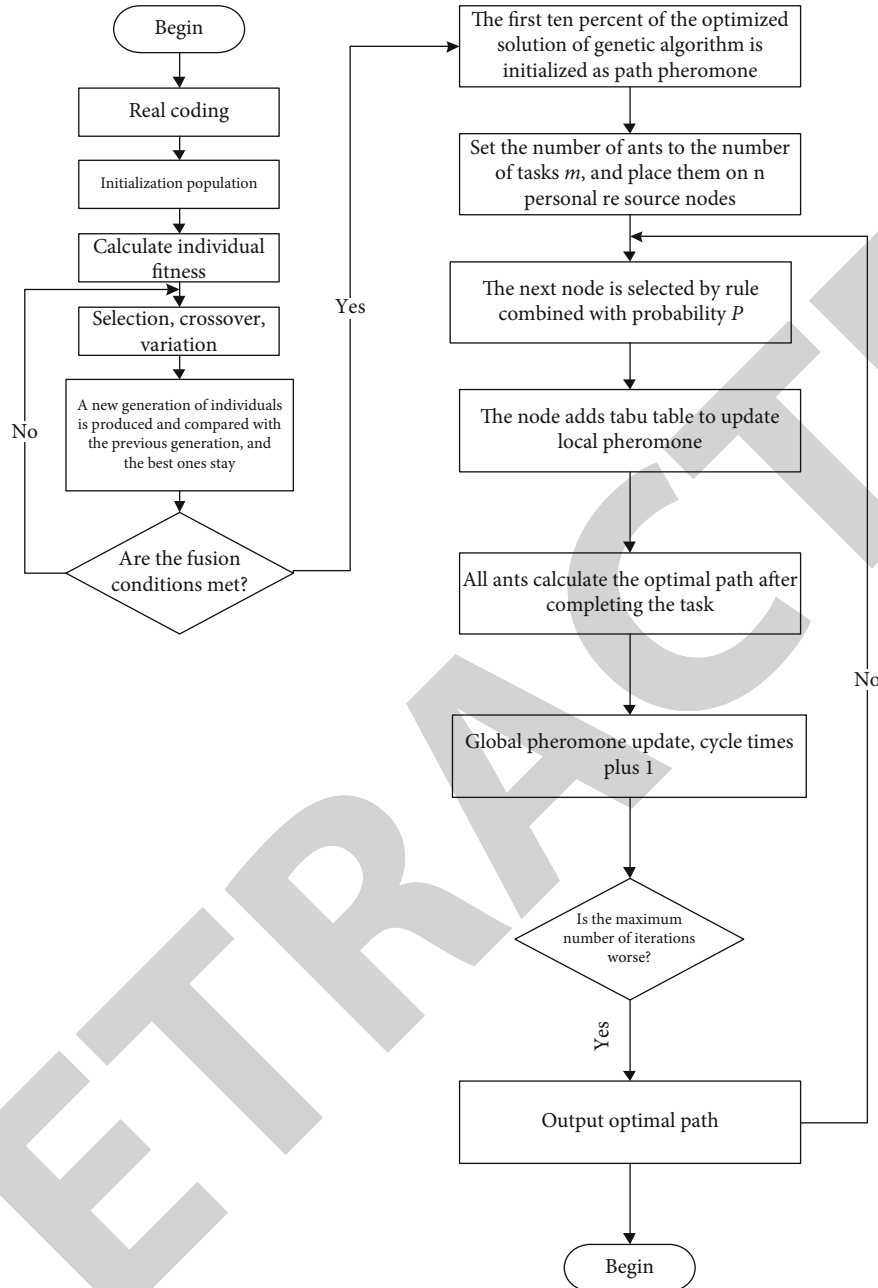 Begin
Real coding
Initialization population
Calculate individual
fitness
Selection, crossover,
variation
A new generation of individuals
is produced and compared with
the previous generation, and
the best ones stay
Are the fusion
conditions met?
No
Yes
The first ten percent of the optimized
solution of genetic algorithm is
initialized as path pheromone
Set the number of ants to the number
of tasks m, and place them on n
personal re source nodes
The next node is selected by rule
combined with probability P
The node adds tabu table to update
local pheromone
All ants calculate the optimal path after
completing the task
Global pheromone update, cycle times
plus 1
Is the maximum
number of iterations
worse?
Yes
No
Output optimal path
Begin
ETRACT